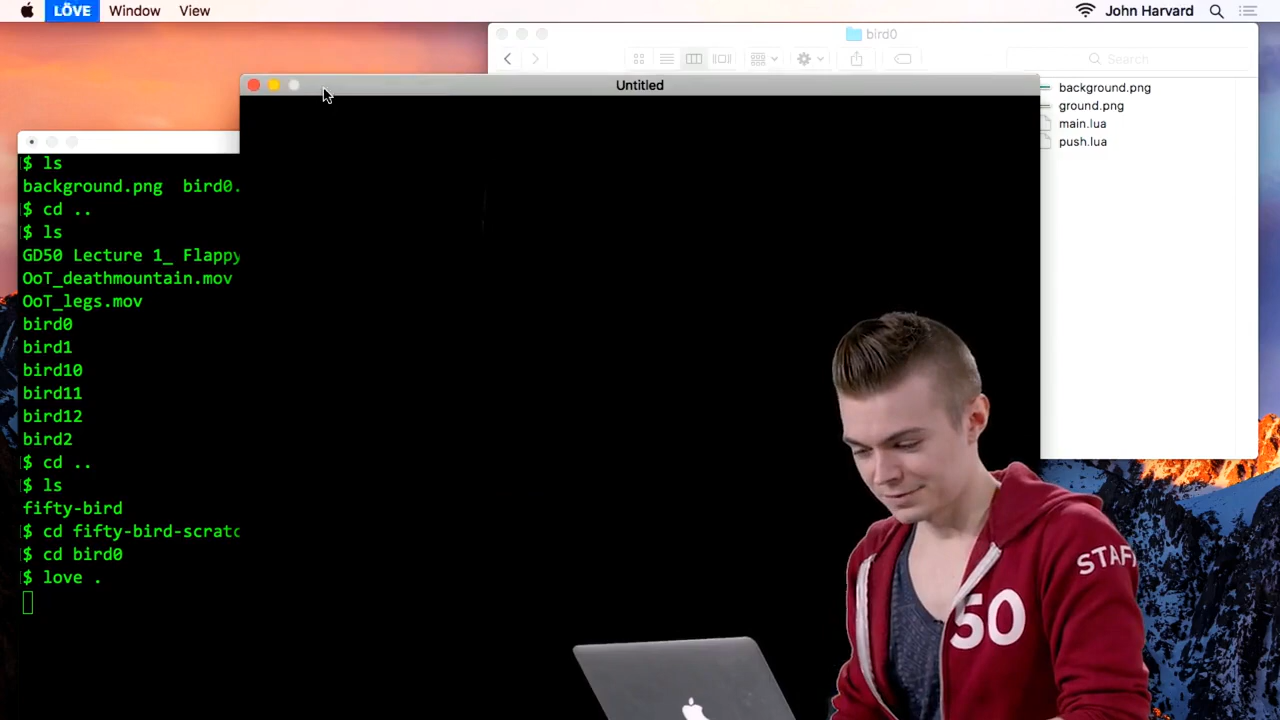 LÖVE Window View John Harvard
bird0
Search
Untitled
background.png
ground.png
main.lua
push.lua
$ ls
background.png bird0.
$ cd ..
$ ls
GD50 Lecture 1_ Flappy
OoT_deathmountain.mov
OoT_legs.mov
bird0
bird1
bird10
bird11
bird12
bird2
$ cd ..
$ ls
fifty-bird
$ cd fifty-bird-scratc
$ cd bird0
$ love .
STAF
50